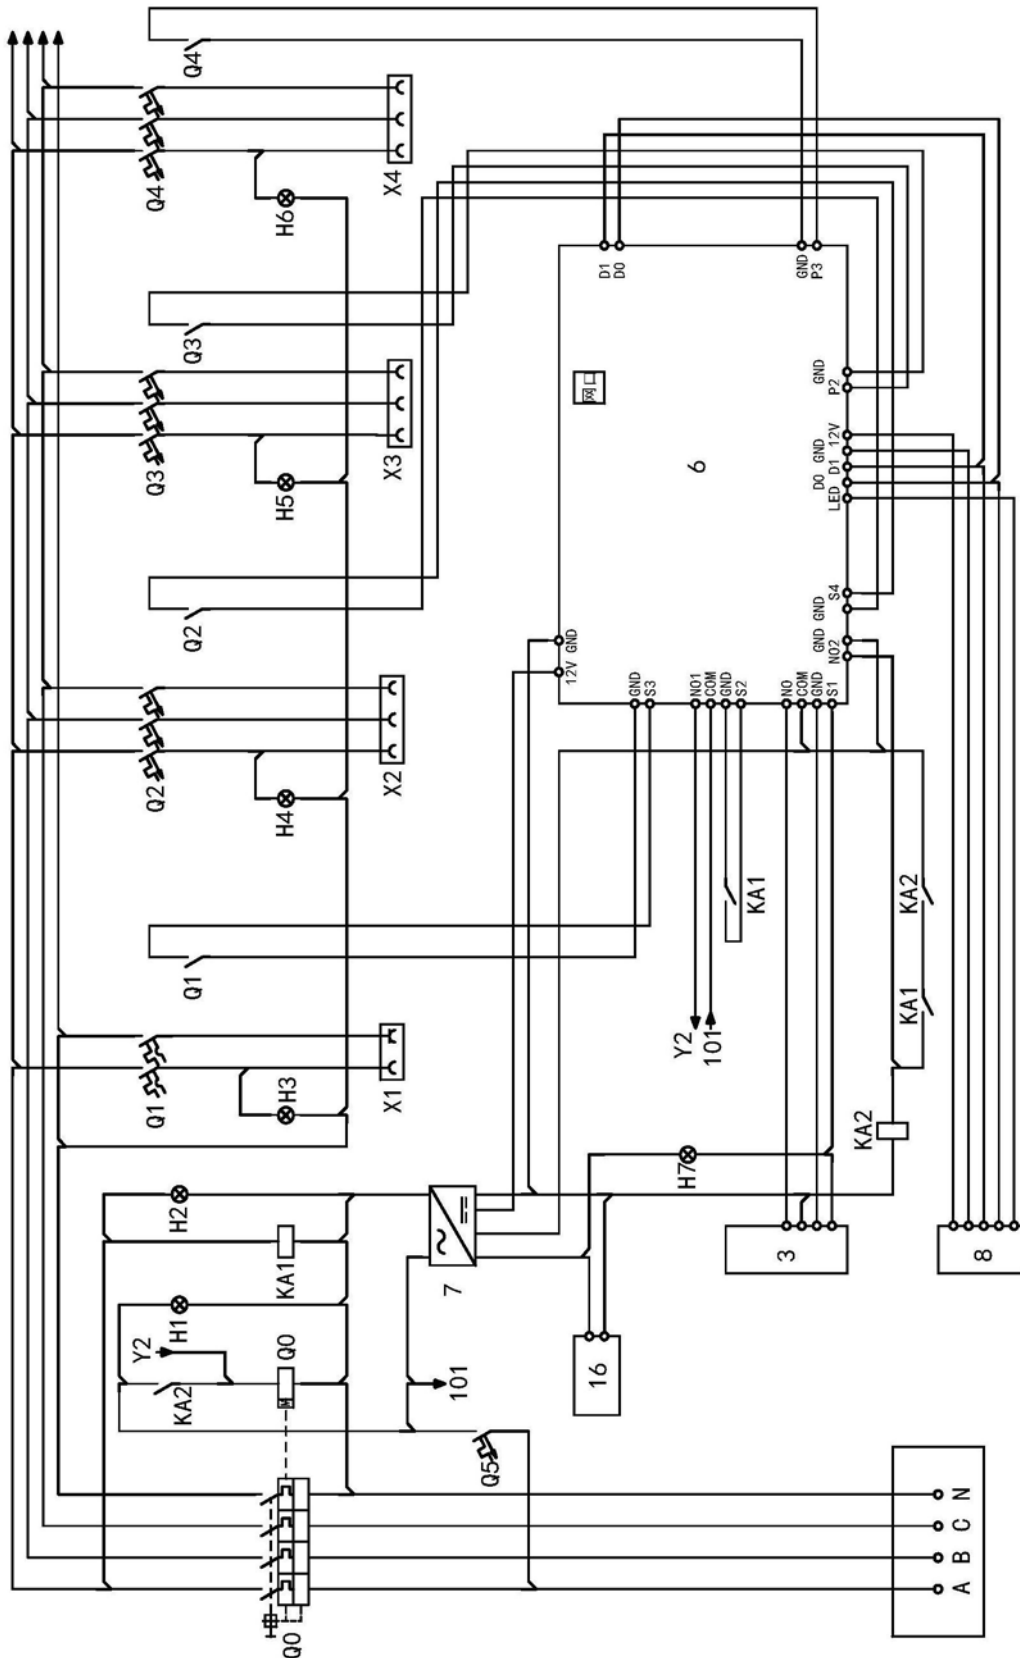 Q4
Q4
X4
H6
D1
D0
GND
P3
Q3
Q3
X3
H5
网口
6
P2
GND
LED
D0
D1
GND
12V
Q2
Q2
X2
H4
12V
GND
GND
S3
NO1
COM
GND
S2
NO
COM
GND
S1
NO2
GND
GND
S4
KA1
KA2
KA1
Y2
101
Q1
Q1
X1
H3
KA2
H7
H2
KA1
7
3
8
H1
Y2
Q0
KA2
101
16
Q5
Q0
M
A
B
C
N